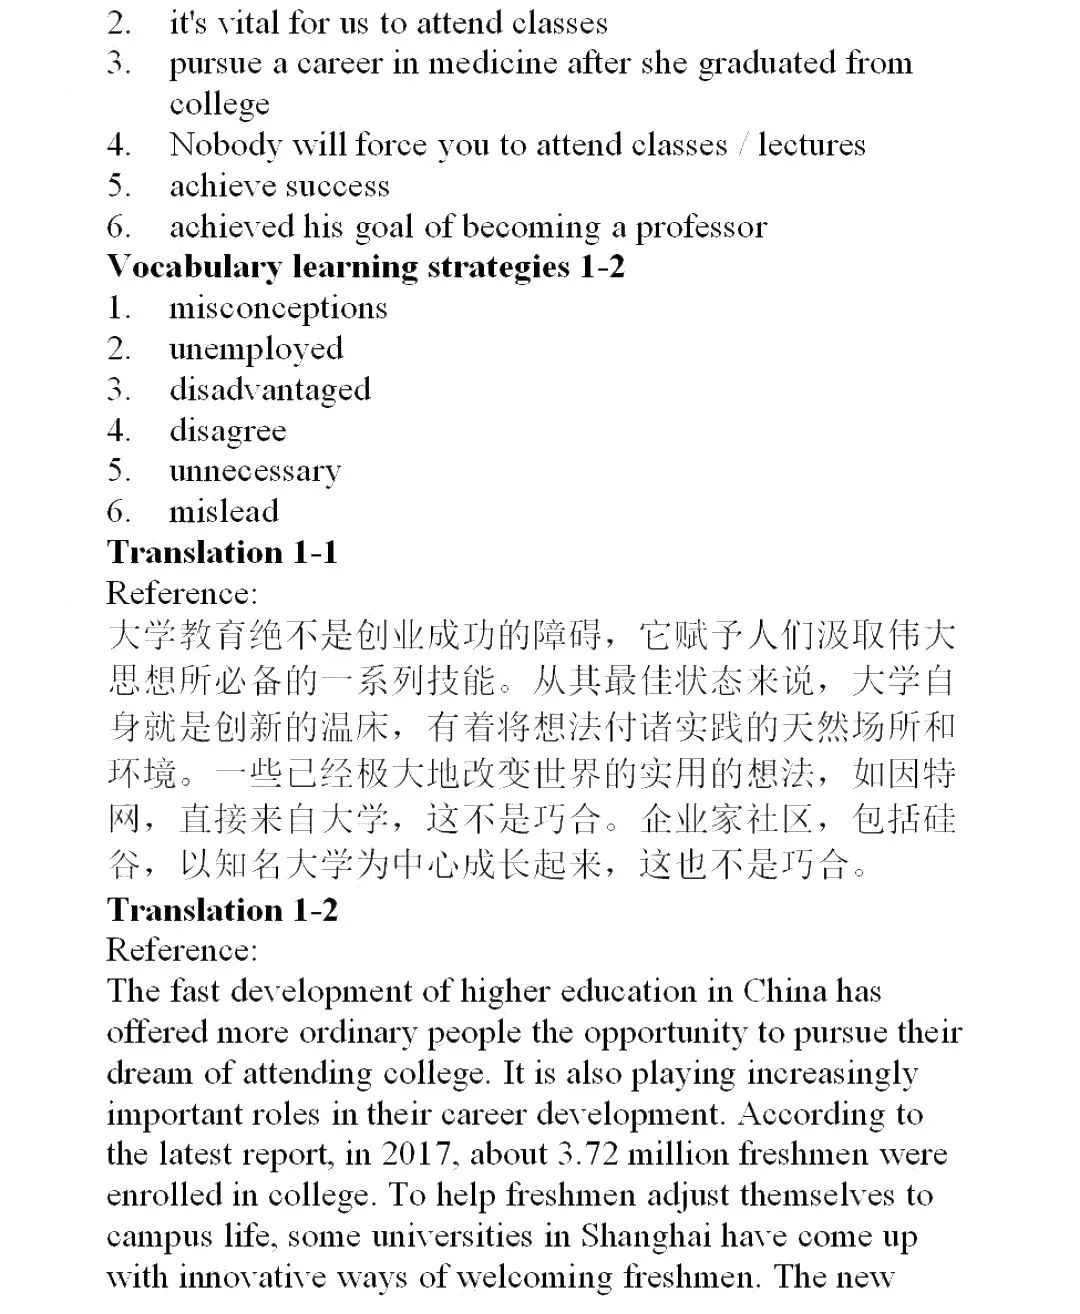 2. it's vital for us to attend classes
3. pursue a career in medicine after she graduated from
college
4. Nobody will force you to attend classes / lectures
5. achieve success
6. achieved his goal of becoming a professor
Vocabulary learning strategies 1-2
1. misconceptions
2. unemployed
3. disadvantaged
4. disagree
5. unnecessary
6. mislead
Translation 1-1
Reference:
大学教育绝不是创业成功的障碍，它赋予人们汲取伟大
思想所必备的一系列技能。从其最佳状态来说，大学自
身就是创新的温床，有着将想法付诸实践的天然场所和
环境。一些已经极大地改变世界的实用的想法，如因特
网，直接来自大学，这不是巧合。企业家社区，包括硅
谷，以知名大学为中心成长起来，这也不是巧合。
Translation 1-2
Reference:
The fast development of higher education in China has
offered more ordinary people the opportunity to pursue their
dream of attending college. It is also playing increasingly
important roles in their career development. According to
the latest report, in 2017, about 3.72 million freshmen were
enrolled in college. To help freshmen adjust themselves to
campus life, some universities in Shanghai have come up
with innovative ways of welcoming freshmen. The new